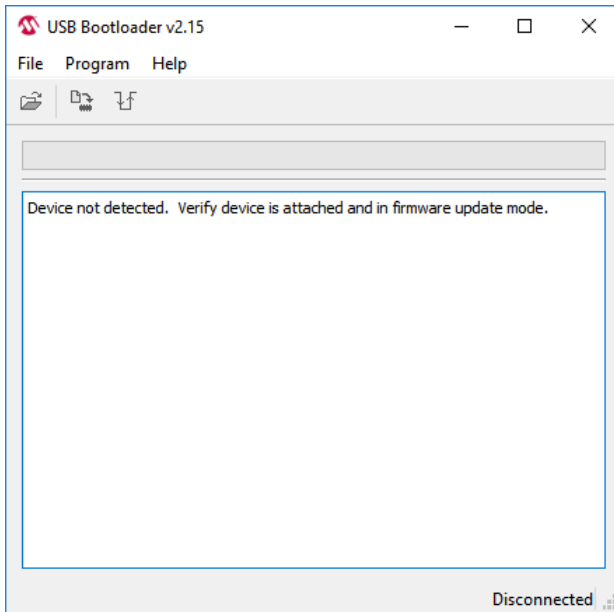 USB Bootloader v2.15
File Program Help
Device not detected.  Verify device is attached and in firmware update mode.
Disconnected